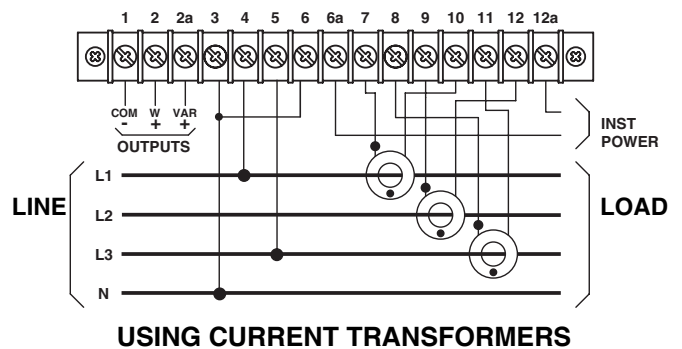 1 2 2a 3 4 5 6 6a 7 8 9 10 11 12 12a
COM W VAR
- + +
OUTPUTS
INST
POWER
L1
LINE L2 LOAD
L3
N
USING CURRENT TRANSFORMERS